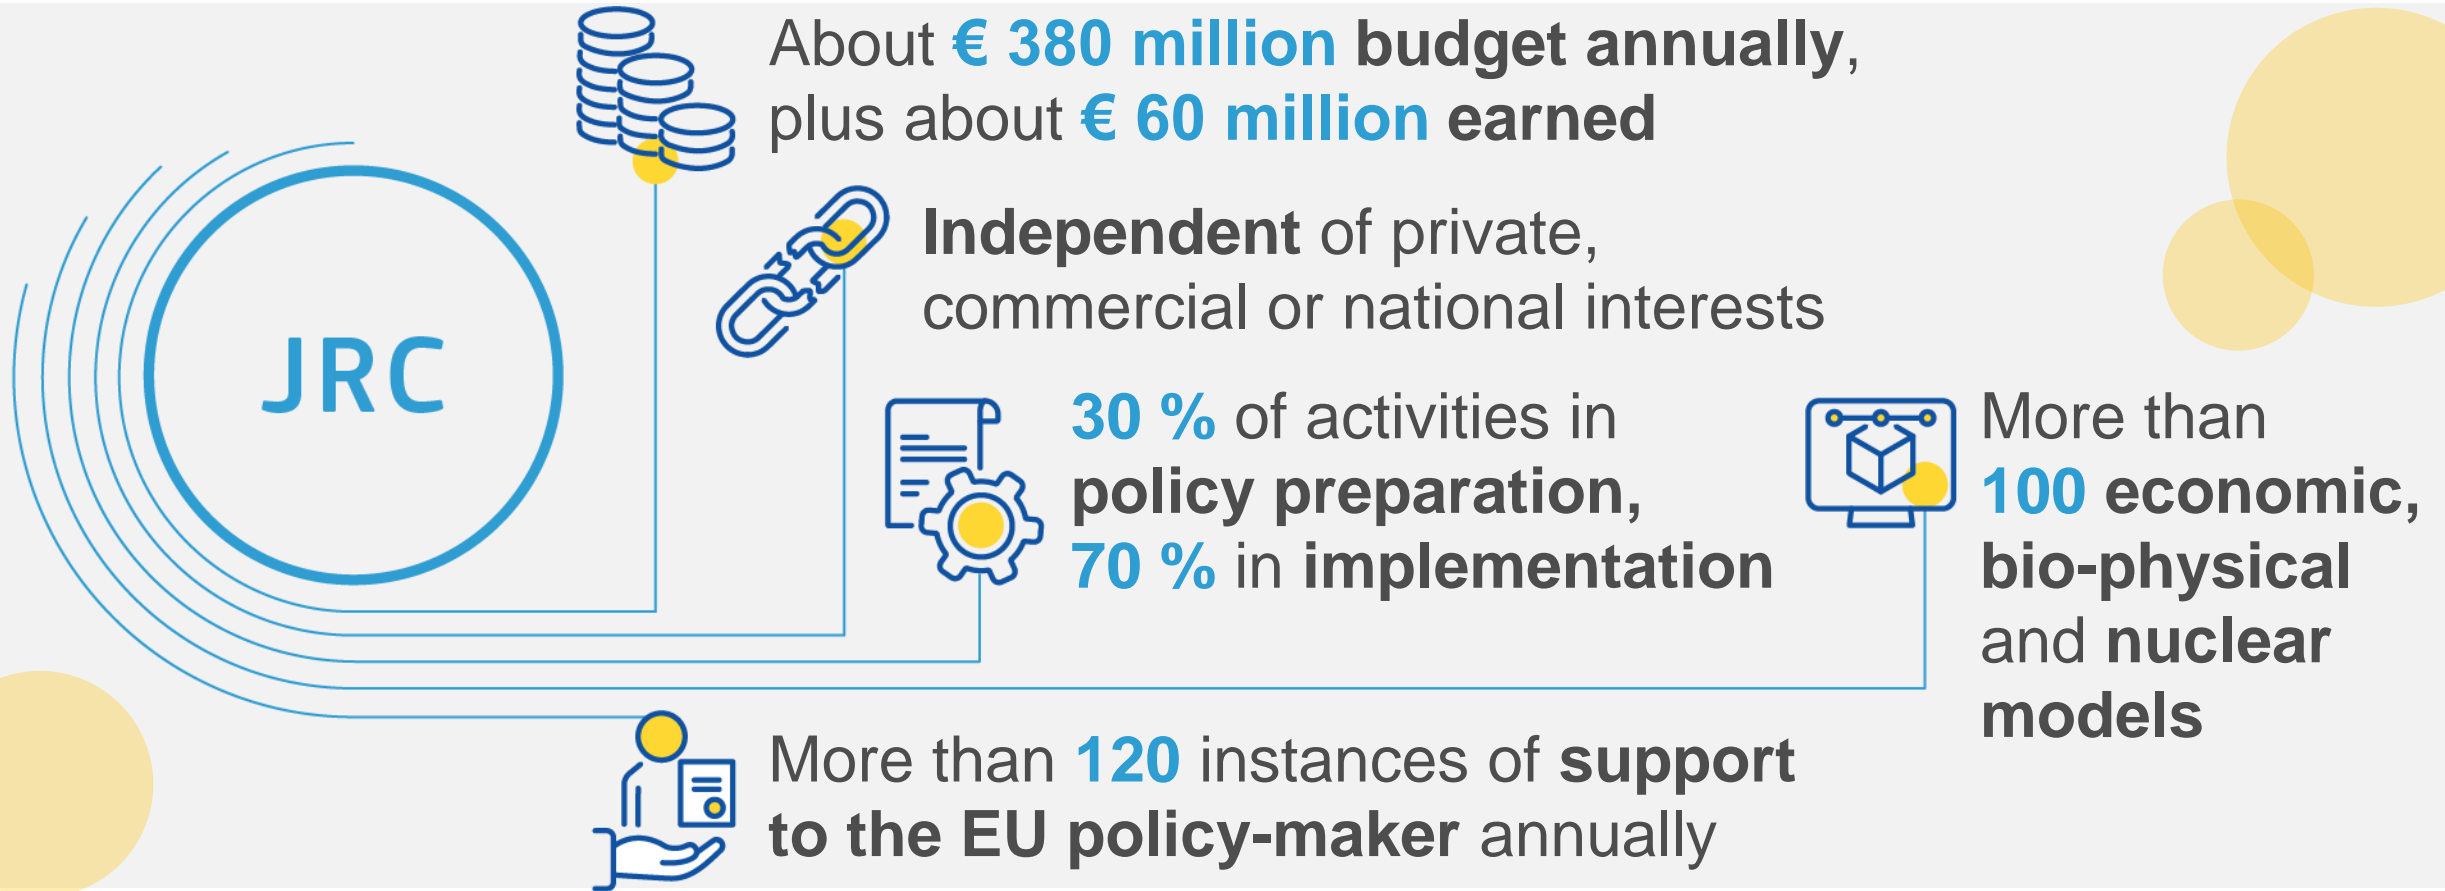 About € 380 million budget annually,
plus about € 60 million earned
JRC
Independent of private,
commercial or national interests
30 % of activities in
policy preparation,
70 % in implementation
More than
100 economic,
bio-physical
and nuclear
models
More than 120 instances of support
to the EU policy-maker annually